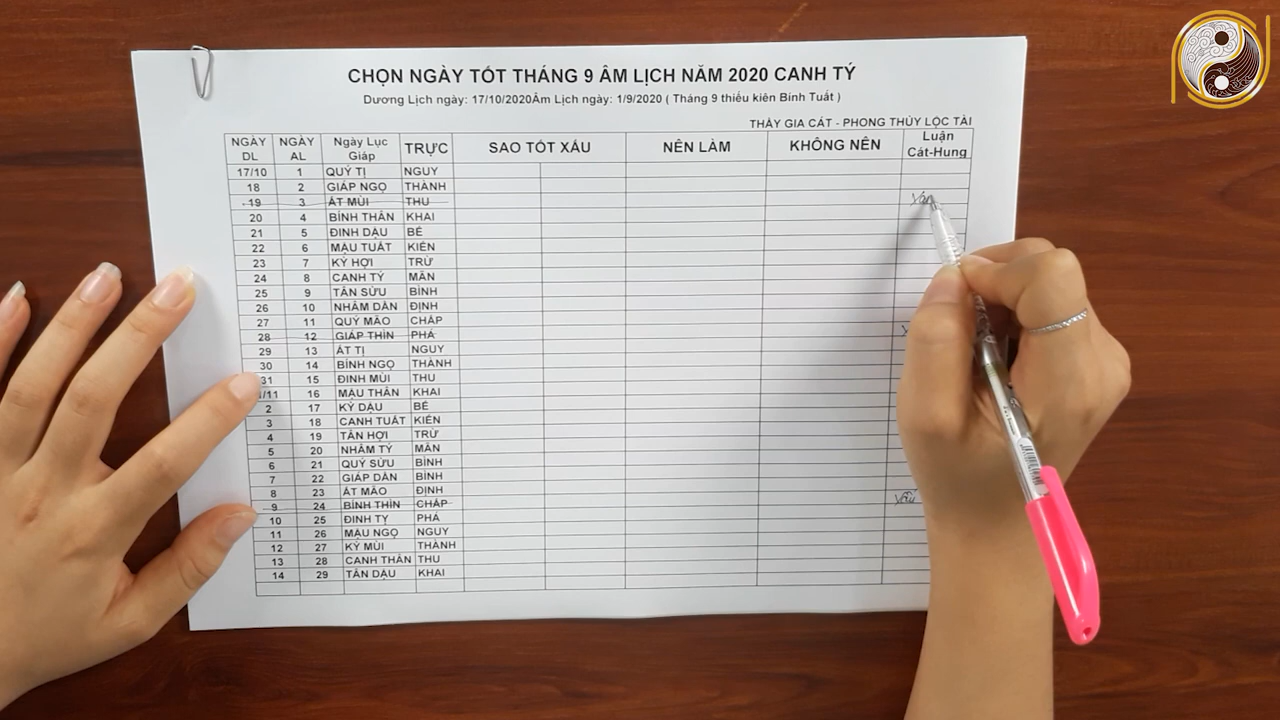 CHỌN NGÀY TỐT THÁNG 9 ÂM LỊCH NĂM 2020 CANH TÝ
Dương Lịch ngày: 17/10/2020Âm Lịch ngày: 1/9/2020 ( Tháng 9 thiếu kiên Bính Tuất )
THẦY GIA CÁT - PHONG THỦY LỘC TÀI
NGÀY DL NGÀY AL Ngày Lục Giáp TRỰC SAO TỐT XẤU NÊN LÀM KHÔNG NÊN Luận Cát-Hung
17/10 1 QUÝ TỊ NGUY
18 2 GIÁP NGỌ THÀNH
19 3 ẤT MÙI THU
20 4 BÍNH THÂN KHAI
21 5 ĐINH DẬU BẾ
22 6 MẬU TUẤT KIẾN
23 7 KỶ HỢI TRỪ
24 8 CANH TÝ MÃN
25 9 TÂN SỬU BÌNH
26 10 NHÂM DẦN ĐỊNH
27 11 QUÝ MÃO CHẤP
28 12 GIÁP THÌN PHÁ
29 13 ẤT TỊ NGUY
30 14 BÍNH NGỌ THÀNH
31 15 ĐINH MÙI THU
/11 16 MẬU THÂN KHAI
2 17 KỶ DẬU BẾ
3 18 CANH TUẤT KIẾN
4 19 TÂN HỢI TRỪ
5 20 NHÂM TÝ MÃN
6 21 QUÝ SỬU BÌNH
7 22 GIÁP DẦN BÌNH
8 23 ẤT MÃO ĐỊNH
9 24 BÍNH THÌN CHẤP xấu
10 25 ĐINH TỴ PHÁ
11 26 MẬU NGỌ NGUY
12 27 KỶ MÙI THÀNH
13 28 CANH THÂN THU
14 29 TÂN DẬU KHAI